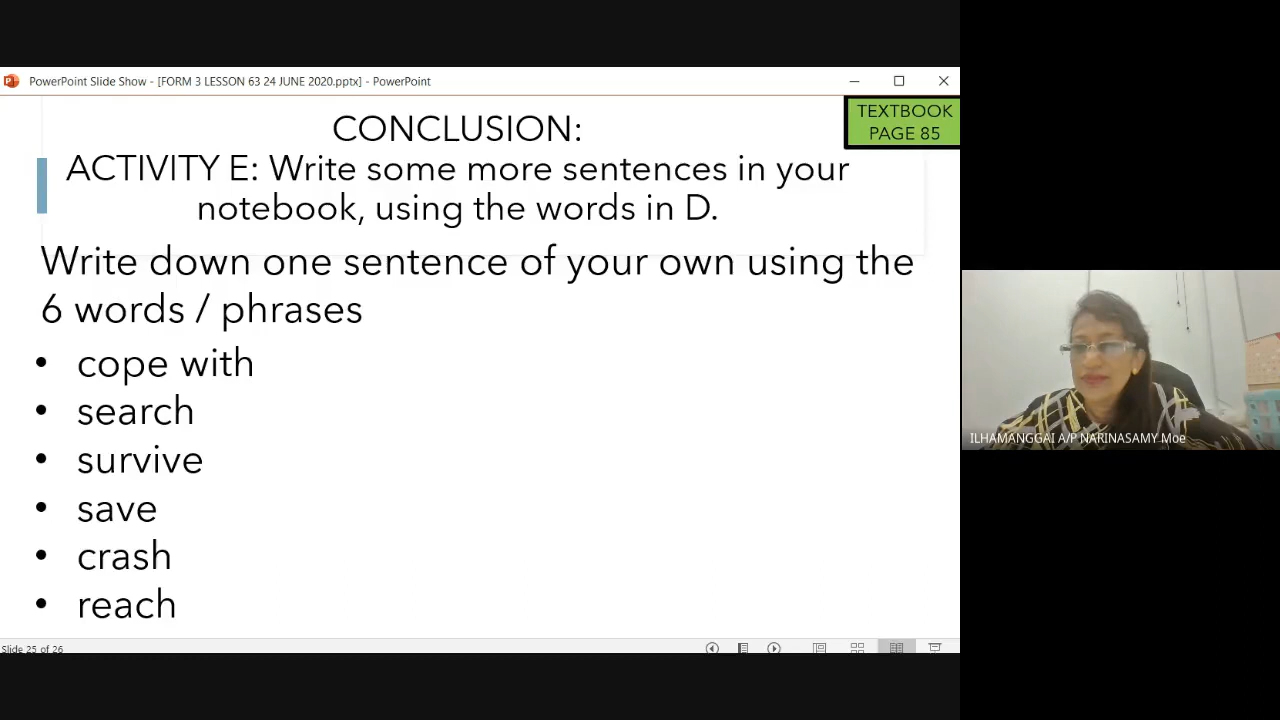 PowerPoint Slide Show - [FORM 3 LESSON 63 24 JUNE 2020.pptx] - PowerPoint
TEXTBOOK
PAGE 85
CONCLUSION:
ACTIVITY E: Write some more sentences in your
notebook, using the words in D.
Write down one sentence of your own using the
6 words / phrases
• cope with
• search
• survive
• save
• crash
• reach
ILHAMANGGAI A/P NARINASAMY Moe
Slide 25 of 26